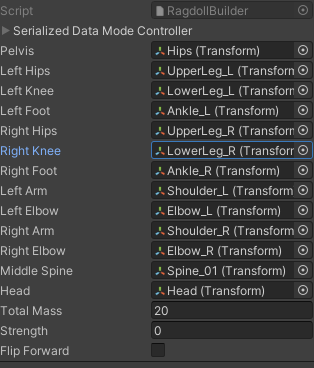 Script RagdollBuilder
Serialized Data Mode Controller
Pelvis Hips (Transform)
Left Hips UpperLeg_L (Transform
Left Knee LowerLeg_L (Transform
Left Foot Ankle_L (Transform)
Right Hips UpperLeg_R (Transform
Right Knee LowerLeg_R (Transform
Right Foot Ankle_R (Transform)
Left Arm Shoulder_L (Transform
Left Elbow Elbow_L (Transform)
Right Arm Shoulder_R (Transform
Right Elbow Elbow_R (Transform)
Middle Spine Spine_01 (Transform)
Head Head (Transform)
Total Mass 20
Strength 0
Flip Forward